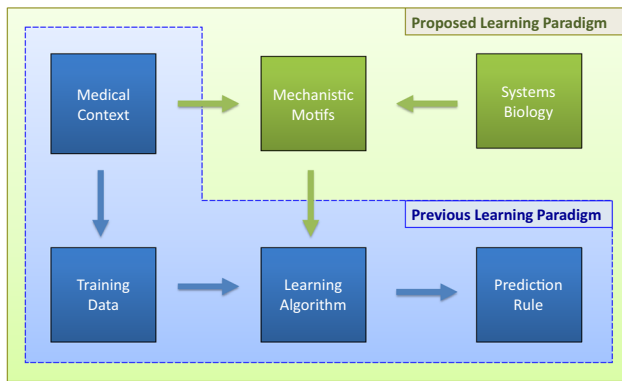 Proposed Learning Paradigm
Medical
Context
Mechanistic
Motifs
Systems
Biology
Previous Learning Paradigm
Training
Data
Learning
Algorithm
Prediction
Rule